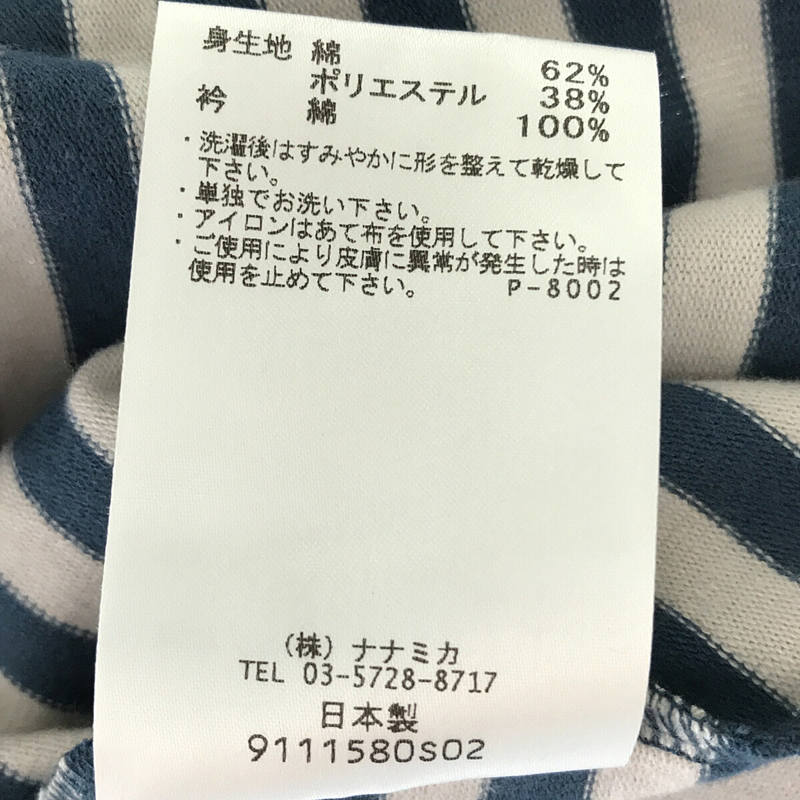 身生地 綿 62%
ポリエステル 38%
衿 綿 100%
・洗濯後はすみやかに形を整えて乾燥して
下さい。
・単独でお洗い下さい。
・アイロンはあて布を使用して下さい。
・ご使用により皮膚に異常が発生した時は
使用を止めて下さい。 P-8002
(株) ナナミカ
TEL 03-5728-8717
日本製
9111580S02